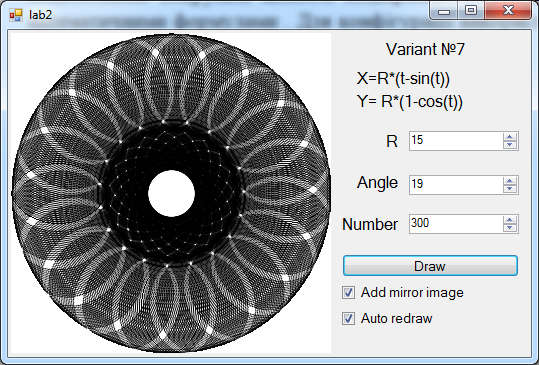 lab2
Variant №7
X=R*(t-sin(t))
Y= R*(1-cos(t))
R 15
Angle 19
Number 300
Draw
Add mirror image
Auto redraw